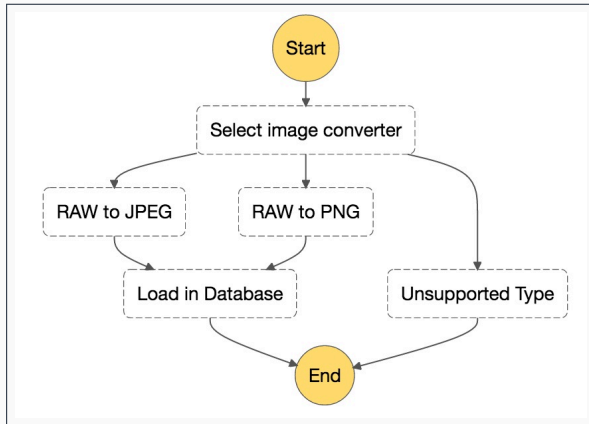 Start
Select image converter
RAW to JPEG
RAW to PNG
Load in Database
Unsupported Type
End